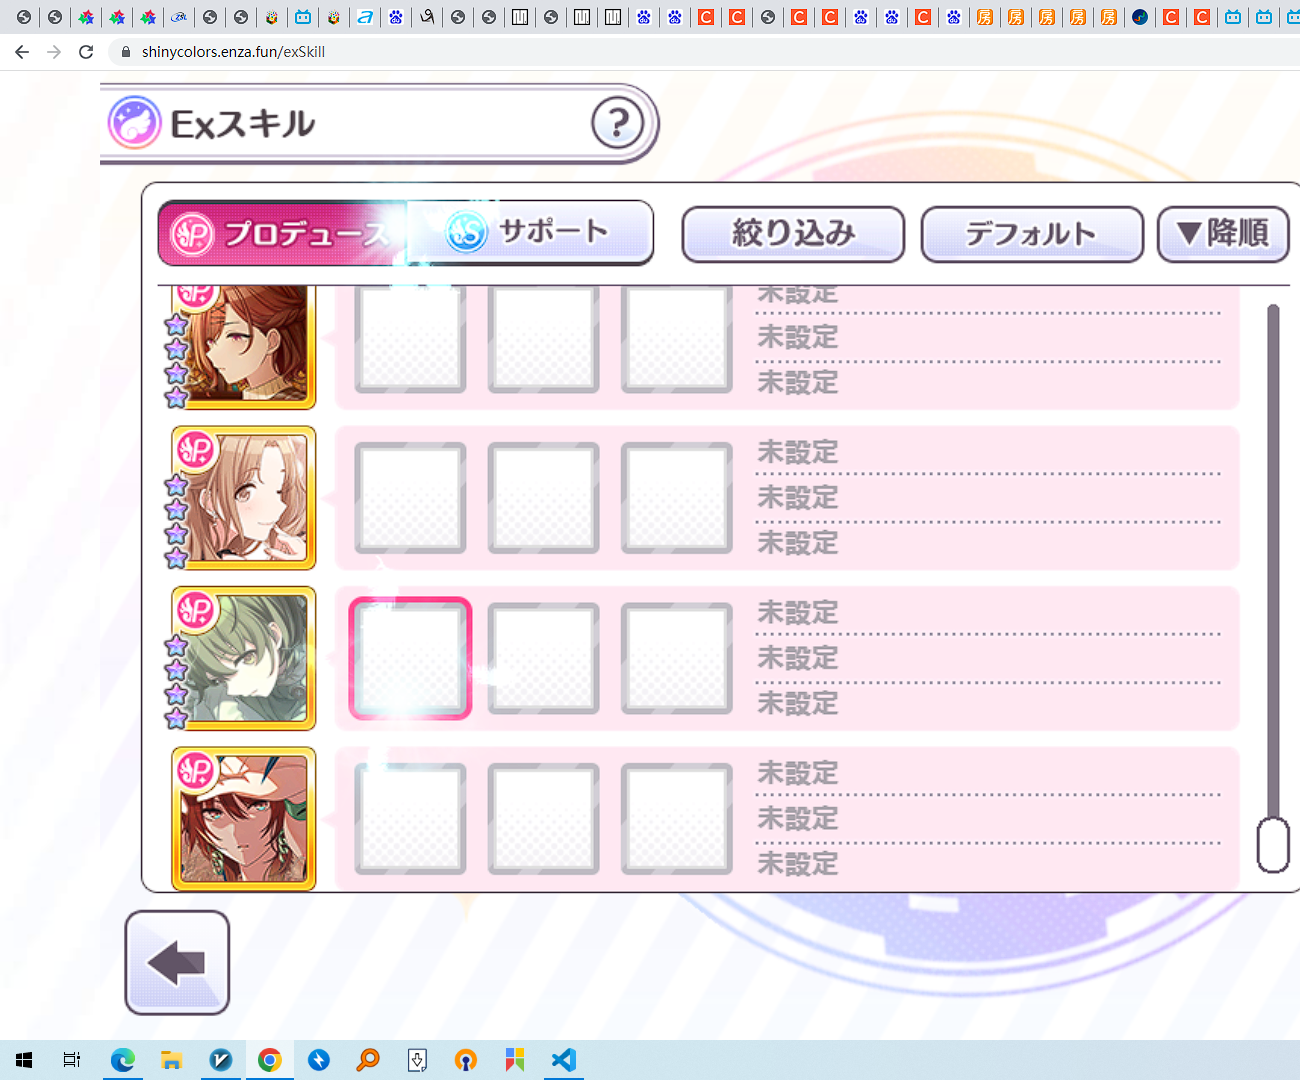 shinycolors.enza.fun/exSkill
Exスキル
?
プロデュース
サポート
絞り込み
デフォルト
▼降順
未設定
未設定
未設定
未設定
未設定
未設定
未設定
未設定
未設定
未設定
未設定
未設定